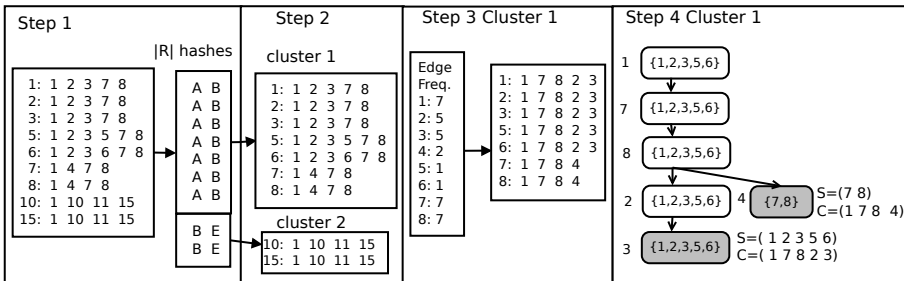 Step 1
|R| hashes
1: 1 2 3 7 8
2: 1 2 3 7 8
3: 1 2 3 7 8
5: 1 2 3 5 7 8
6: 1 2 3 6 7 8
7: 1 4 7 8
8: 1 4 7 8
10: 1 10 11 15
15: 1 10 11 15
A B
A B
A B
A B
A B
A B
A B
B E
B E
Step 2
cluster 1
1: 1 2 3 7 8
2: 1 2 3 7 8
3: 1 2 3 7 8
5: 1 2 3 5 7 8
6: 1 2 3 6 7 8
7: 1 4 7 8
8: 1 4 7 8
cluster 2
10: 1 10 11 15
15: 1 10 11 15
Step 3 Cluster 1
Edge
Freq.
1: 7
2: 5
3: 5
4: 2
5: 1
6: 1
7: 7
8: 7
1: 1 7 8 2 3
2: 1 7 8 2 3
3: 1 7 8 2 3
5: 1 7 8 2 3
6: 1 7 8 2 3
7: 1 7 8 4
8: 1 7 8 4
Step 4 Cluster 1
1 {1,2,3,5,6}
7 {1,2,3,5,6}
8 {1,2,3,5,6}
2 {1,2,3,5,6}
4 {7,8}
S=(7 8)
C=(1 7 8 4)
3 {1,2,3,5,6}
S=( 1 2 3 5 6)
C=( 1 7 8 2 3)